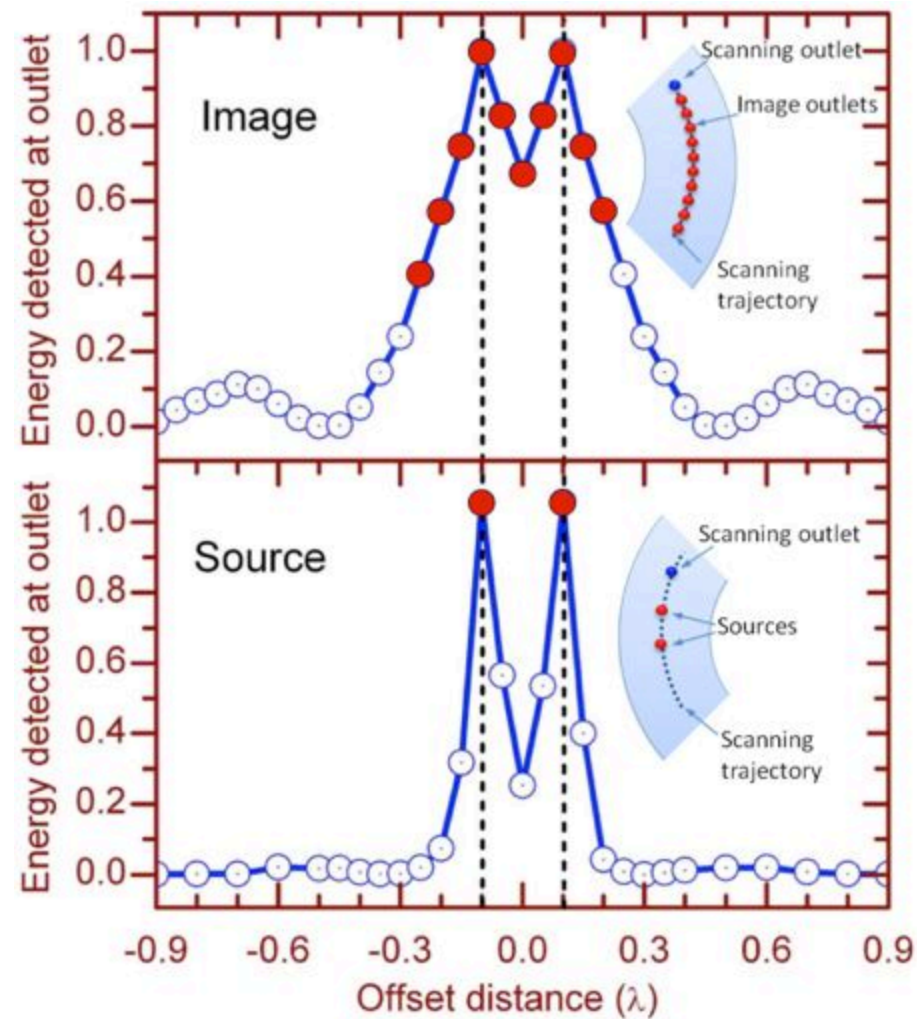 Energy detected at outlet
1.0
0.8
0.6
0.4
0.2
0.0
Image
Scanning outlet
Image outlets
Scanning
trajectory
Energy detected at outlet
1.0
0.8
0.6
0.4
0.2
0.0
Source
Scanning outlet
Sources
Scanning
trajectory
-0.9 -0.6 -0.3 0.0 0.3 0.6 0.9
Offset distance (λ)